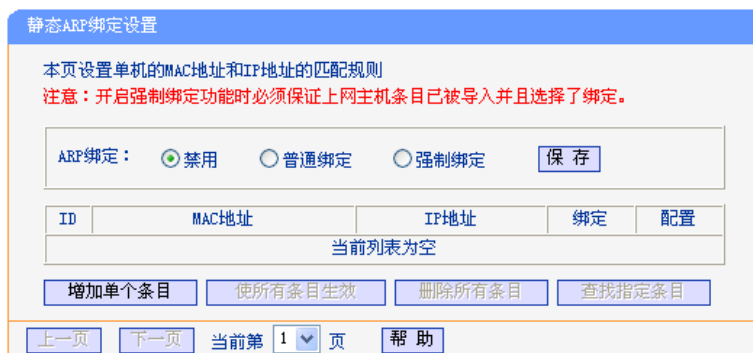 静态ARP绑定设置
本页设置单机的MAC地址和IP地址的匹配规则
注意：开启强制绑定功能时必须保证上网主机条目已被导入并且选择了绑定。
ARP绑定： 禁用 普通绑定 强制绑定 保 存
ID MAC地址 IP地址 绑定 配置
当前列表为空
增加单个条目 使所有条目生效 删除所有条目 查找指定条目
上一页 下一页 当前第 1 页 帮 助